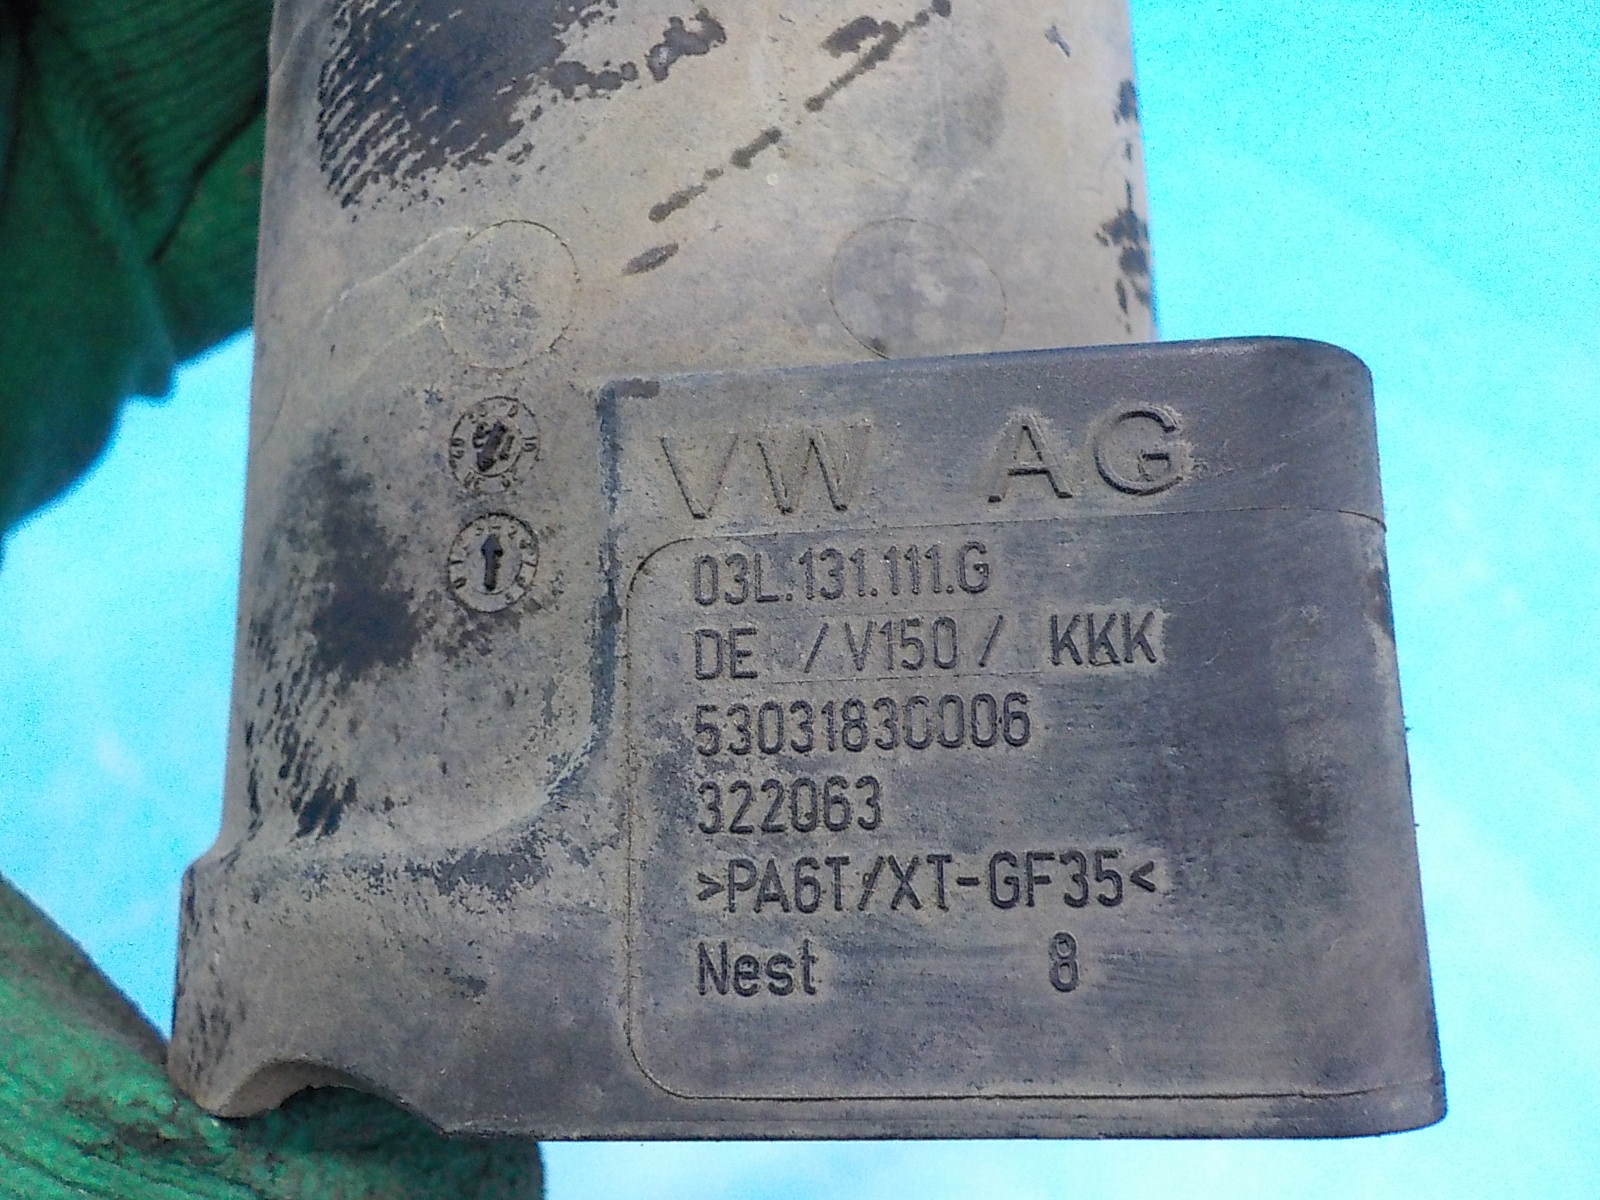 VW AG
03L.131.111.G
DE /V150/ KKK
53031830006
322063
>PA6T/XT-GF35<
Nest 8